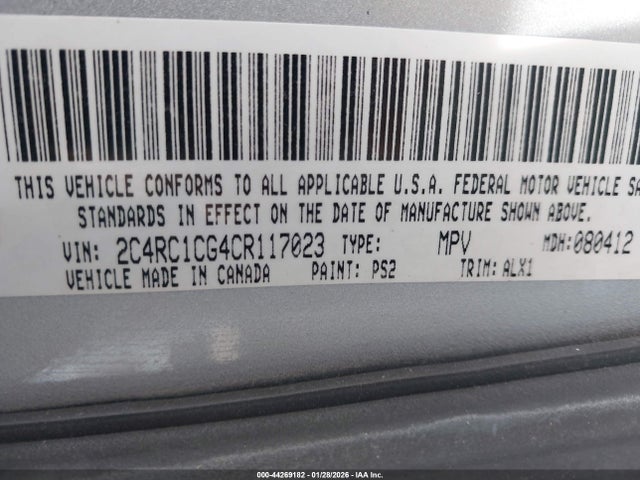 THIS VEHICLE CONFORMS TO ALL APPLICABLE U.S.A. FEDERAL MOTOR VEHICLE SA
STANDARDS IN EFFECT ON THE DATE OF MANUFACTURE SHOWN ABOVE.
VIN: 2C4RC1CG4CR117023 TYPE: MPV MDH:080412
VEHICLE MADE IN CANADA PAINT: PS2 TRIM: ALX1
000-44269182 | 01/28/2026 | IAA Inc.